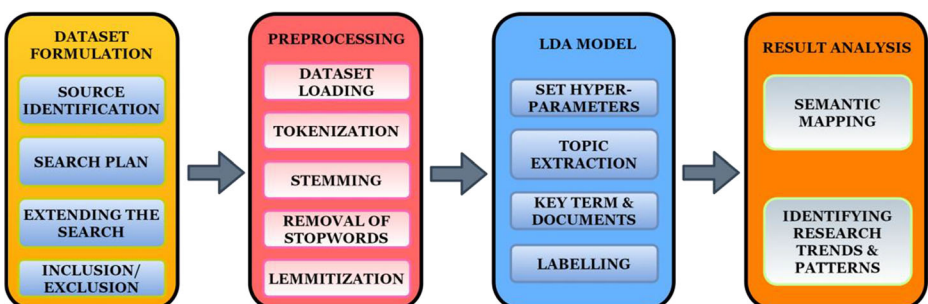 DATASET
FORMULATION
SOURCE
IDENTIFICATION
SEARCH PLAN
EXTENDING THE
SEARCH
INCLUSION/
EXCLUSION
PREPROCESSING
DATASET
LOADING
TOKENIZATION
STEMMING
REMOVAL OF
STOPWORDS
LEMMITIZATION
LDA MODEL
SET HYPER-
PARAMETERS
TOPIC
EXTRACTION
KEY TERM &
DOCUMENTS
LABELLING
RESULT ANALYSIS
SEMANTIC
MAPPING
IDENTIFYING
RESEARCH
TRENDS &
PATTERNS